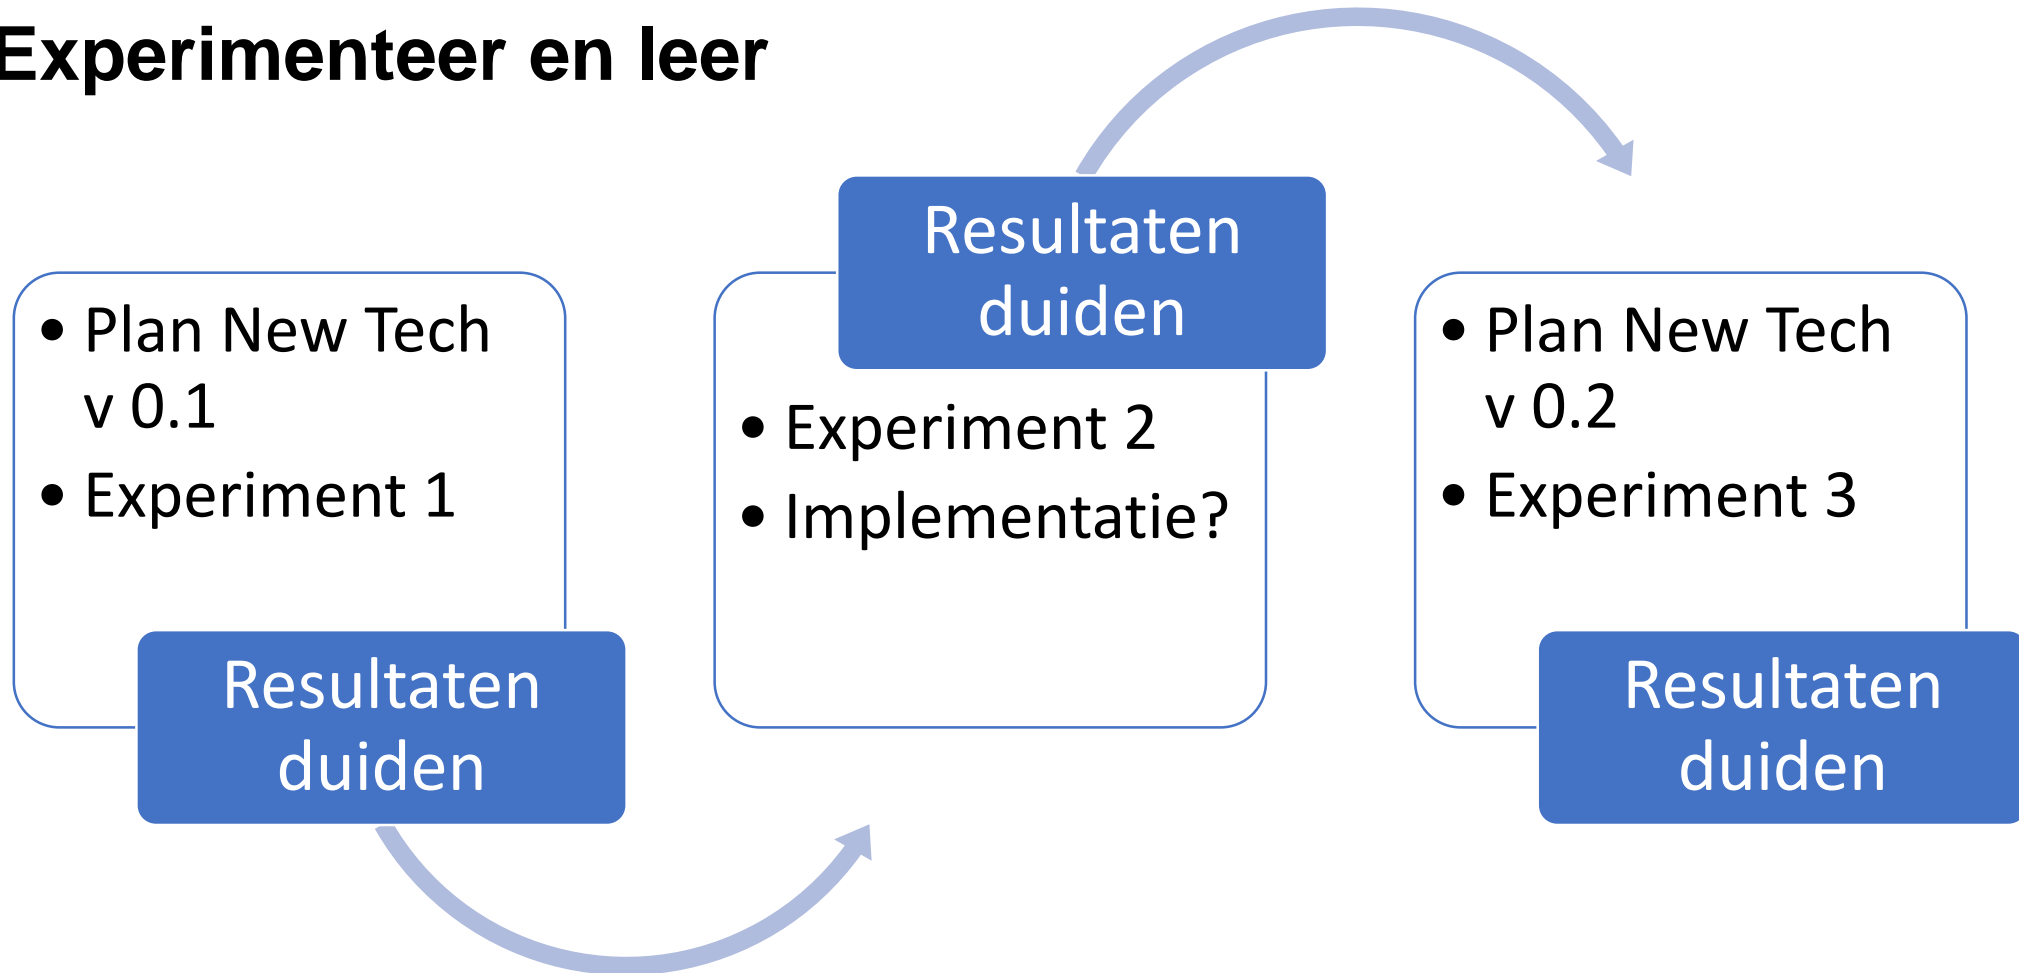 Experimenteer en leer
• Plan New Tech
v 0.1
• Experiment 1
Resultaten
duiden
Resultaten
duiden
• Experiment 2
• Implementatie?
• Plan New Tech
v 0.2
• Experiment 3
Resultaten
duiden